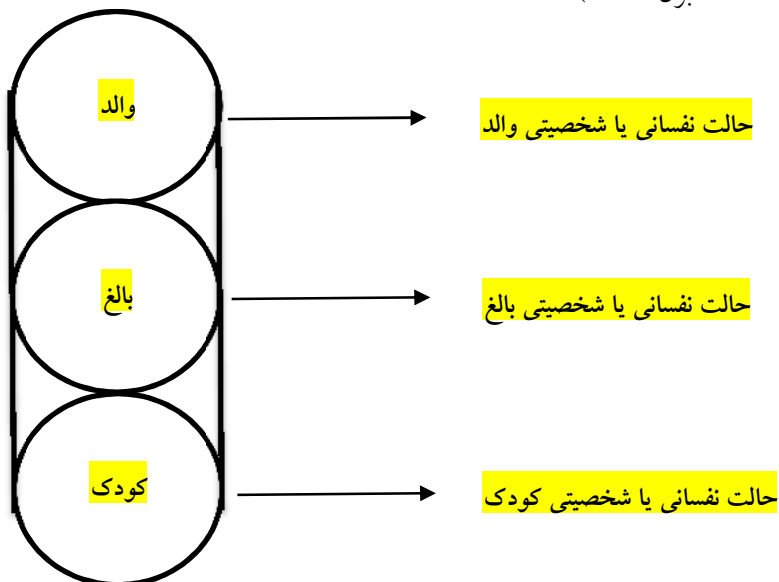 والد
حالت نفسانی یا شخصیتی والد
بالغ
حالت نفسانی یا شخصیتی بالغ
کودک
حالت نفسانی یا شخصیتی کودک